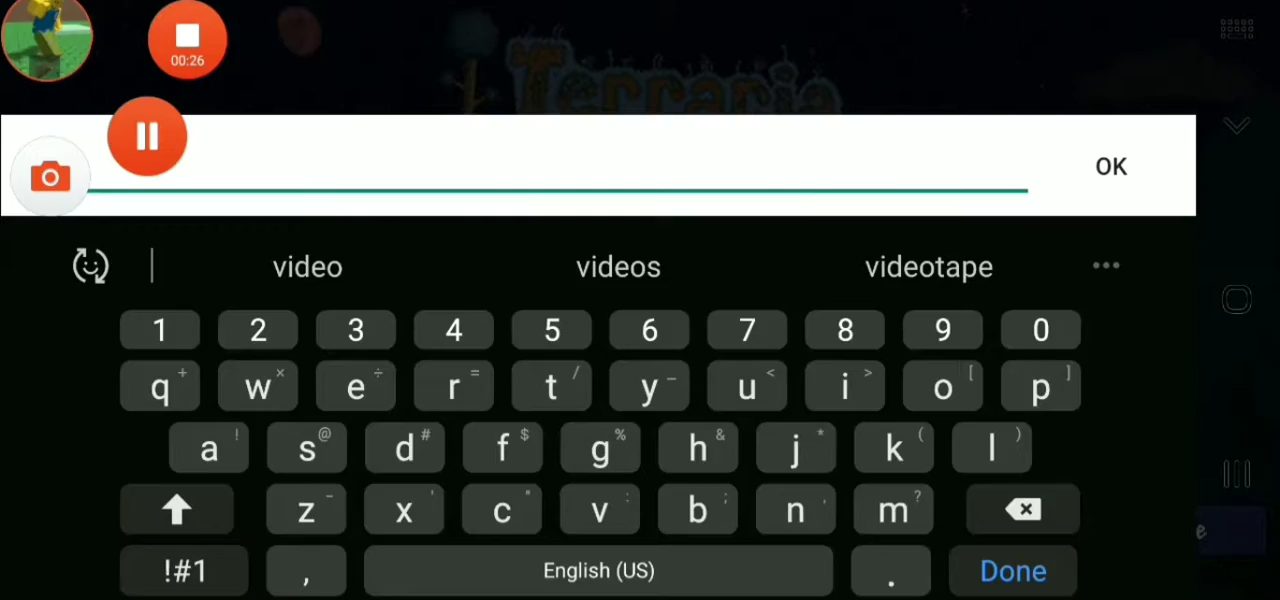 00:26
Terraria
OK
video videos videotape
1 2 3 4 5 6 7 8 9 0
q + w × e ÷ r = t / y _ u < i > o [ p ]
a ! s @ d # f $ g % h & j * k ( l )
z - x ' c " v : b ; n , m ?
!#1 , English (US) . Done